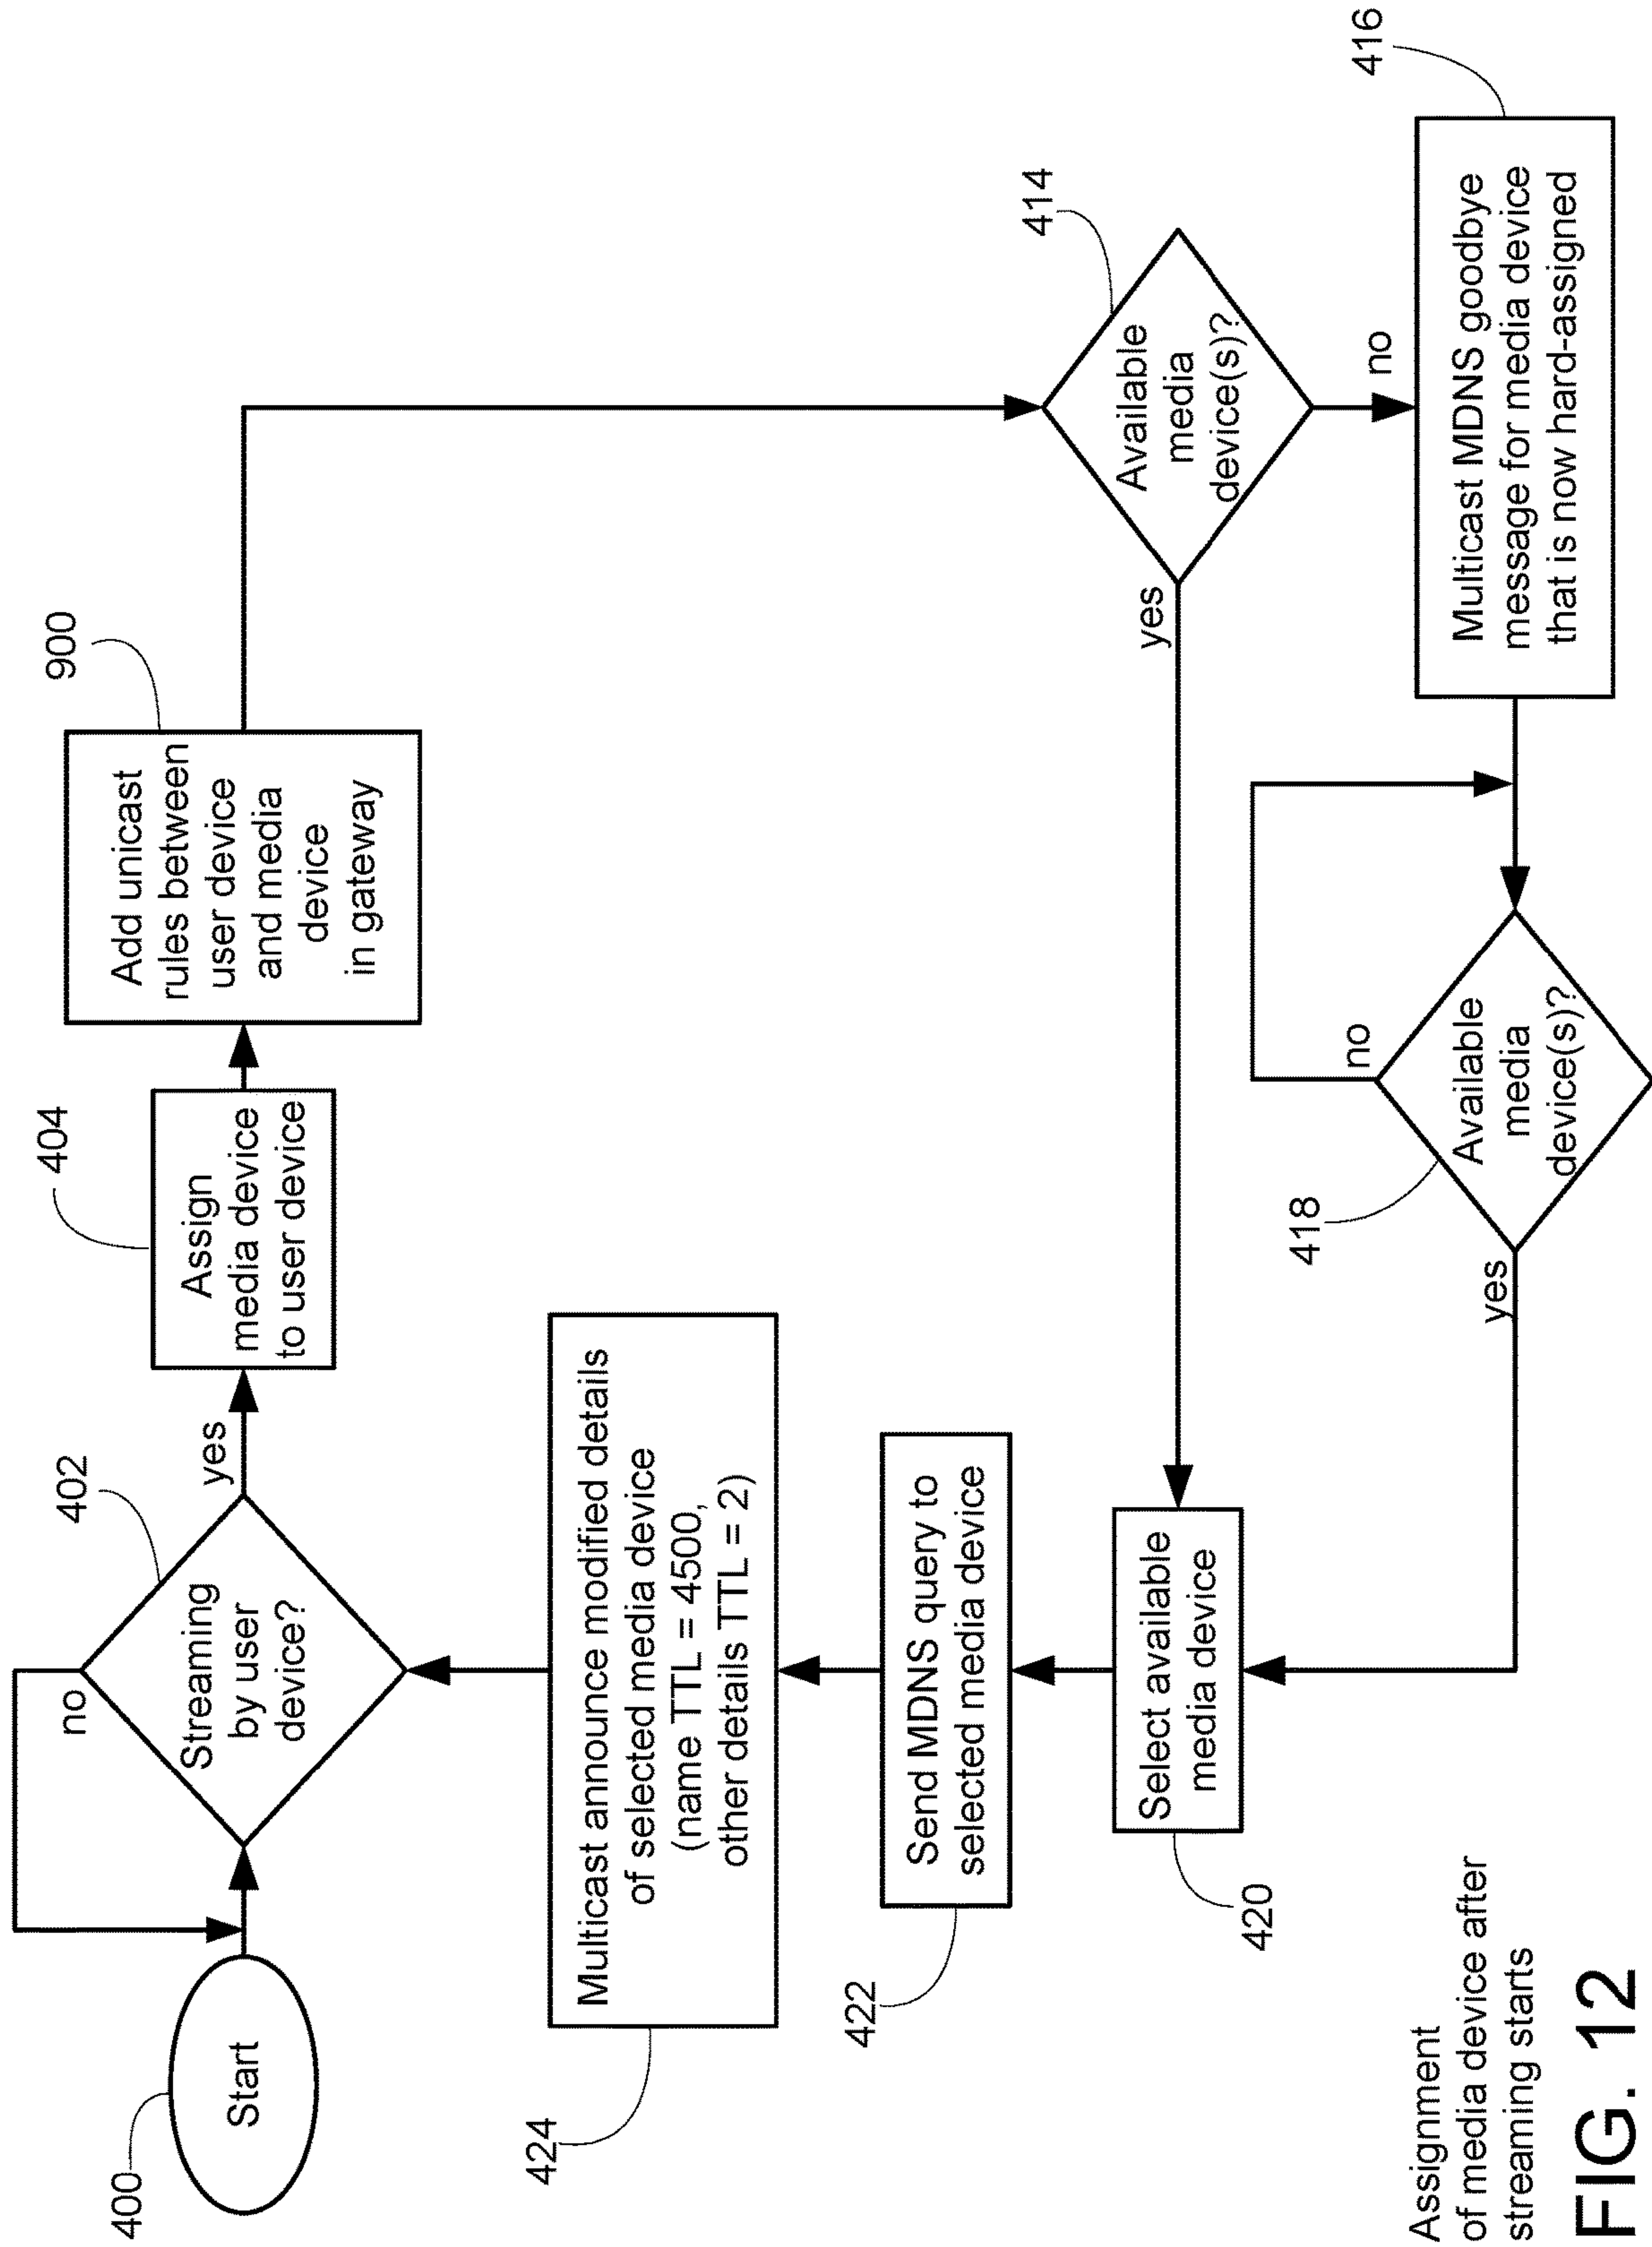 400
Start
402
Streaming
by user
device?
no
yes
404
Assign
media device
to user device
900
Add unicast
rules between
user device
and media
device
in gateway
414
Available
media
device(s)?
yes
no
416
Multicast MDNS goodbye
message for media device
that is now hard-assigned
418
Available
media
device(s)?
no
yes
420
Select available
media device
422
Send MDNS query to
selected media device
424
Multicast announce modified details
of selected media device
(name TTL = 4500,
other details TTL = 2)
Assignment
of media device after
streaming starts
FIG. 12